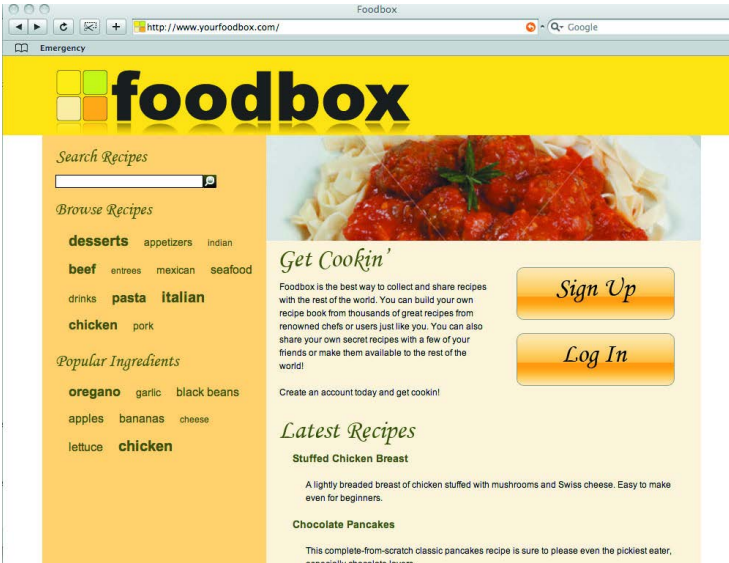 Foodbox
http://www.yourfoodbox.com/
Google
Emergency
foodbox
Search Recipes
Browse Recipes
desserts appetizers indian
beef entrees mexican seafood
drinks pasta italian
chicken pork
Popular Ingredients
oregano garlic black beans
apples bananas cheese
lettuce chicken
Get Cookin'
Foodbox is the best way to collect and share recipes
with the rest of the world. You can build your own
recipe book from thousands of great recipes from
renowned chefs or users just like you. You can also
share your own secret recipes with a few of your
friends or make them available to the rest of the
world!
Create an account today and get cookin!
Sign Up
Log In
Latest Recipes
Stuffed Chicken Breast
A lightly breaded breast of chicken stuffed with mushrooms and Swiss cheese. Easy to make
even for beginners.
Chocolate Pancakes
This complete-from-scratch classic pancakes recipe is sure to please even the pickiest eater,
especially chocolate lovers